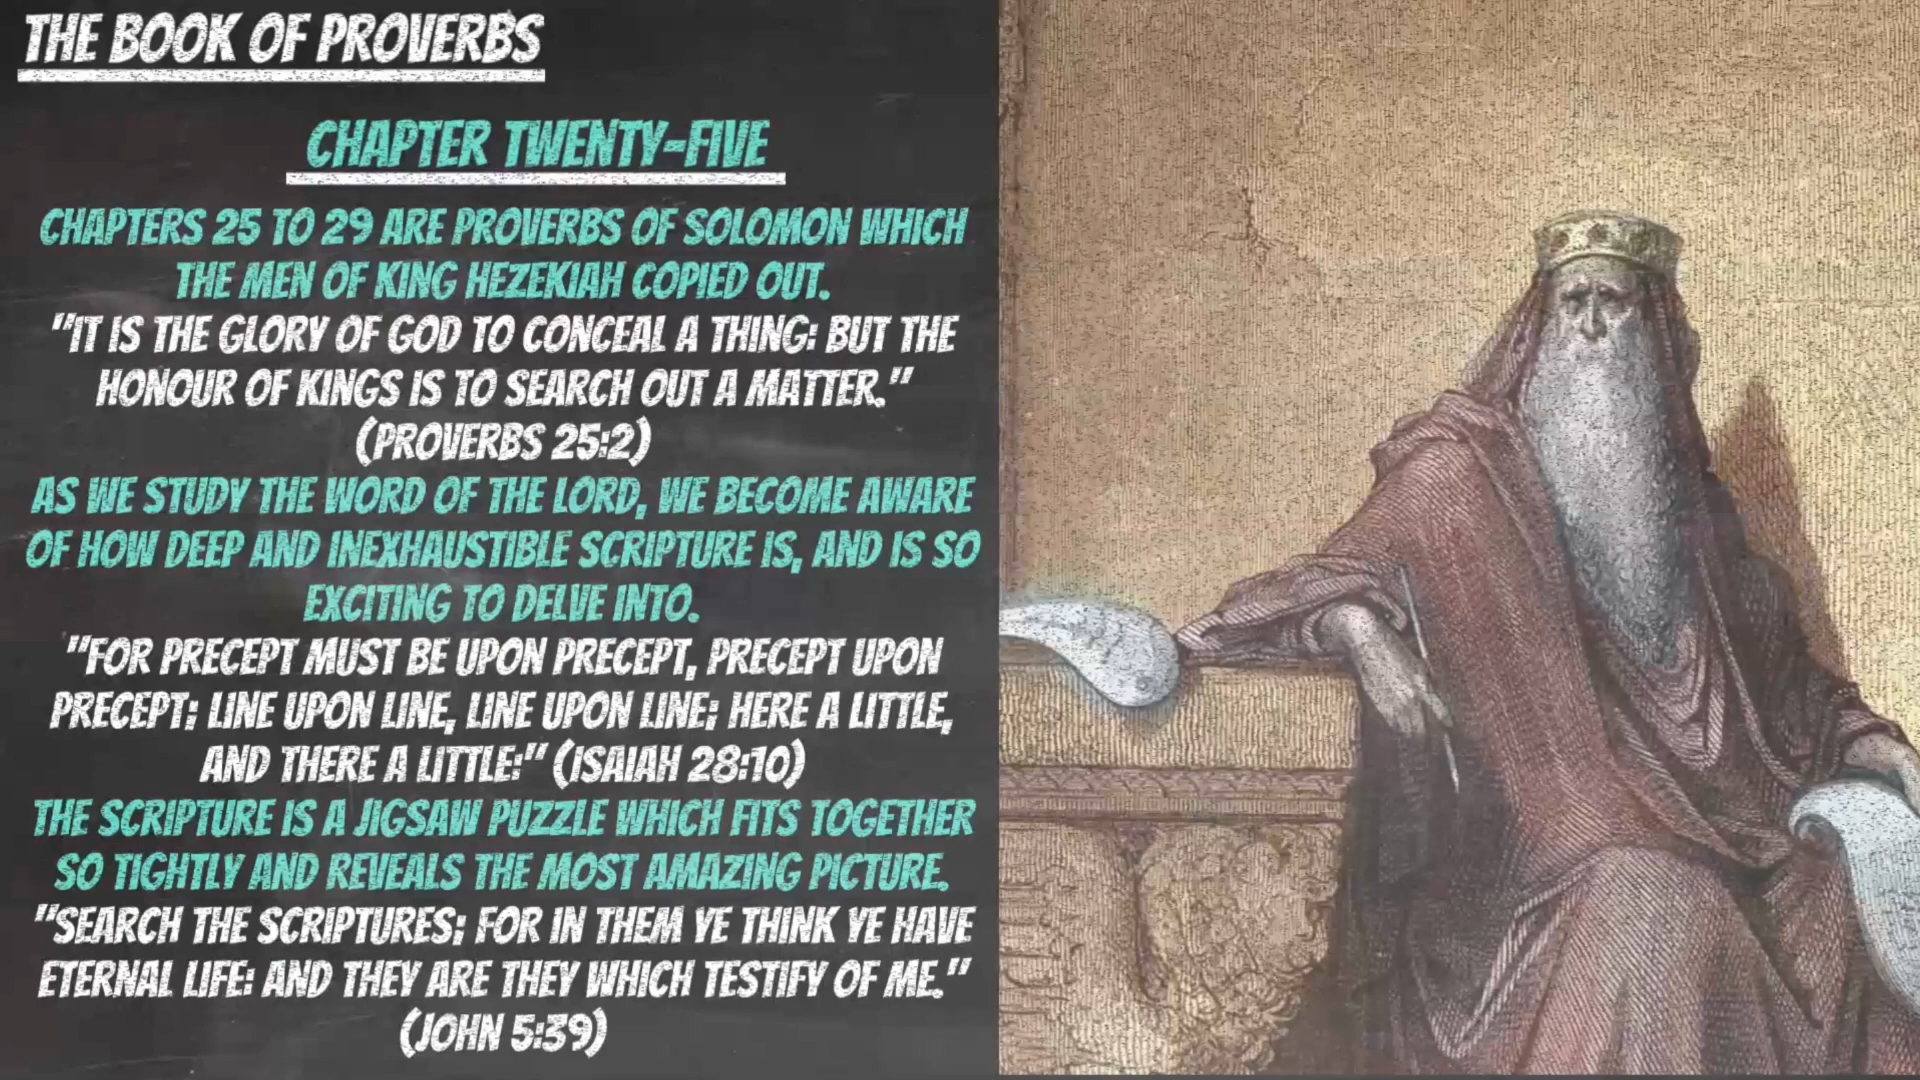 THE BOOK OF PROVERBS
CHAPTER TWENTY-FIVE
CHAPTERS 25 TO 29 ARE PROVERBS OF SOLOMON WHICH
THE MEN OF KING HEZEKIAH COPIED OUT.
"IT IS THE GLORY OF GOD TO CONCEAL A THING: BUT THE
HONOUR OF KINGS IS TO SEARCH OUT A MATTER."
(PROVERBS 25:2)
AS WE STUDY THE WORD OF THE LORD, WE BECOME AWARE
OF HOW DEEP AND INEXHAUSTIBLE SCRIPTURE IS, AND IS SO
EXCITING TO DELVE INTO.
"FOR PRECEPT MUST BE UPON PRECEPT, PRECEPT UPON
PRECEPT; LINE UPON LINE, LINE UPON LINE; HERE A LITTLE,
AND THERE A LITTLE:" (ISAIAH 28:10)
THE SCRIPTURE IS A JIGSAW PUZZLE WHICH FITS TOGETHER
SO TIGHTLY AND REVEALS THE MOST AMAZING PICTURE.
"SEARCH THE SCRIPTURES; FOR IN THEM YE THINK YE HAVE
ETERNAL LIFE: AND THEY ARE THEY WHICH TESTIFY OF ME."
(JOHN 5:39)